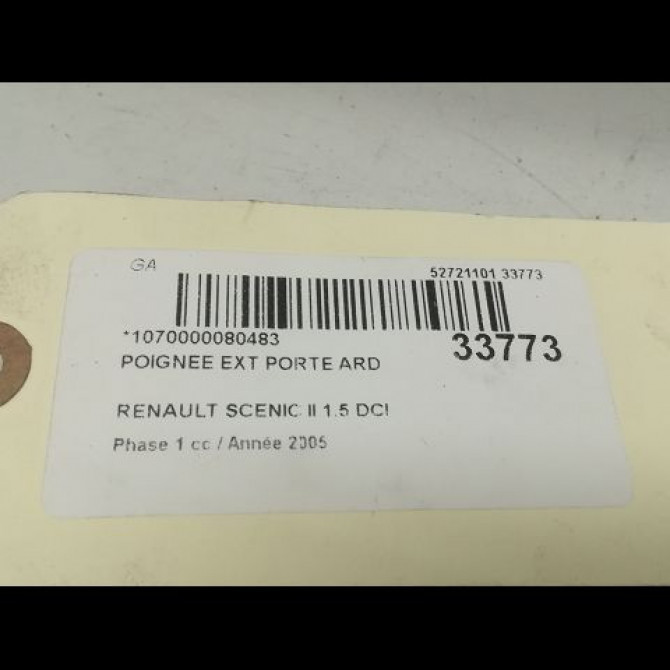 GA
52721101 33773
*1070000080483
33773
POIGNEE EXT PORTE ARD
RENAULT SCENIC II 1.5 DCI
Phase 1 cc / Année 2005